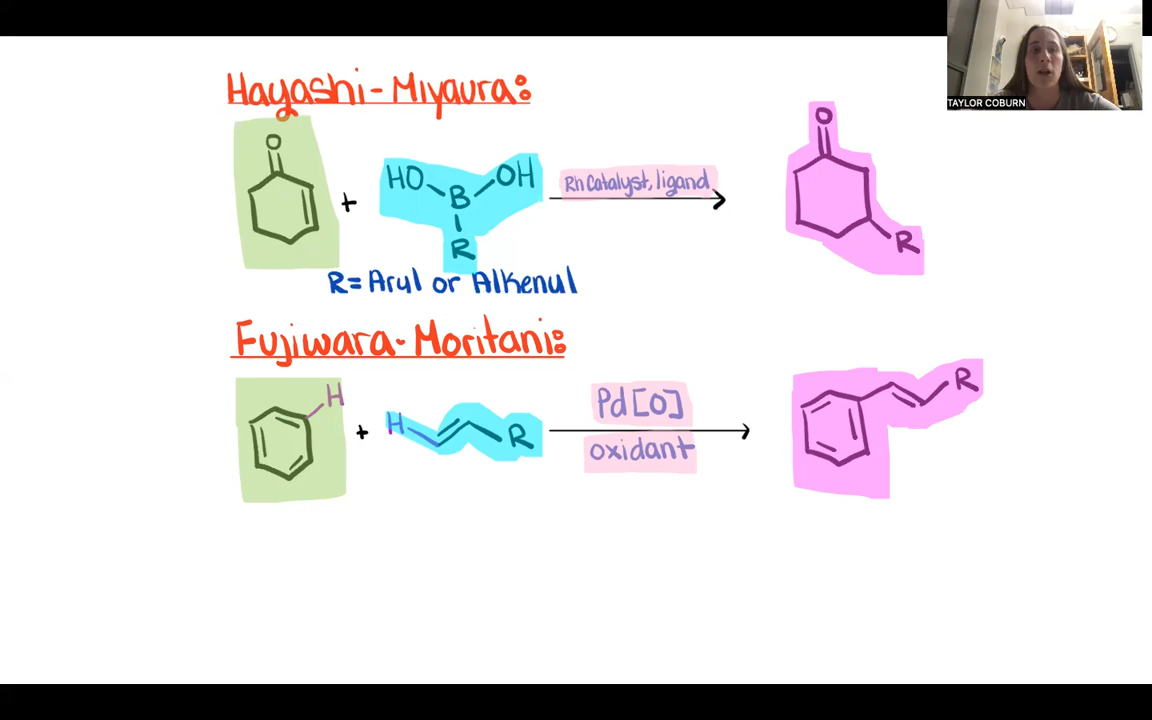 Hayashi-Miyaura:
TAYLOR COBURN
O
+
HO
OH
B
R
Rh Catalyst, ligand
O
R
R= Aryl or Alkenyl
Fujiwara-Moritani:
H
+
H
R
Pd[O]
oxidant
R